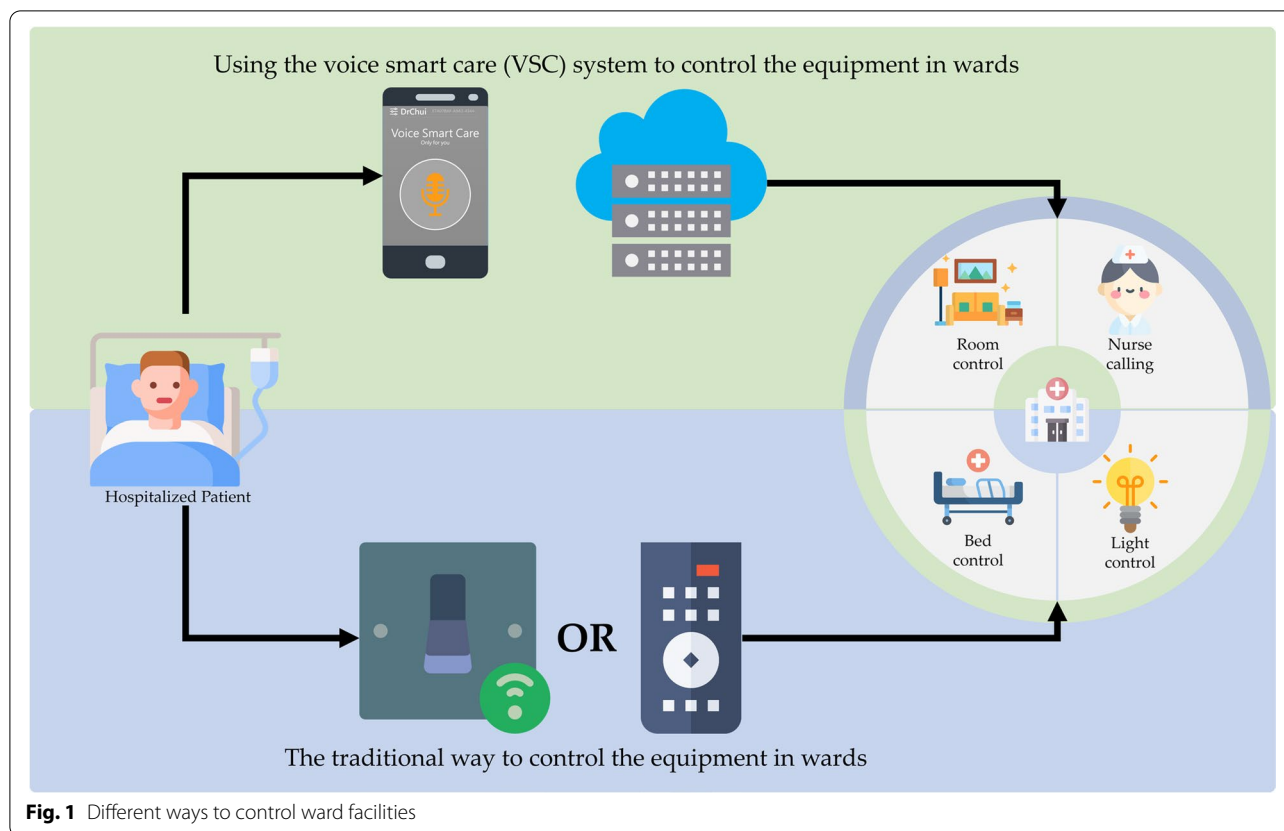 Using the voice smart care (VSC) system to control the equipment in wards
DrChui
Voice Smart Care
Only for you
Room
control
Nurse
calling
Hospitalized Patient
Bed
control
Light
control
OR
The traditional way to control the equipment in wards
Fig. 1 Different ways to control ward facilities